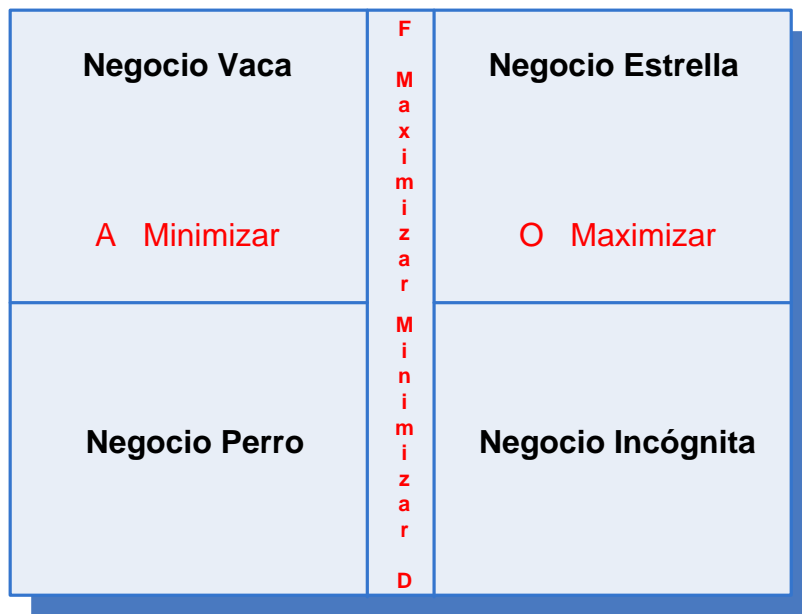 Negocio Vaca
A Minimizar
F Maximizar Minimizar D
Negocio Estrella
O Maximizar
Negocio Perro
Negocio Incógnita